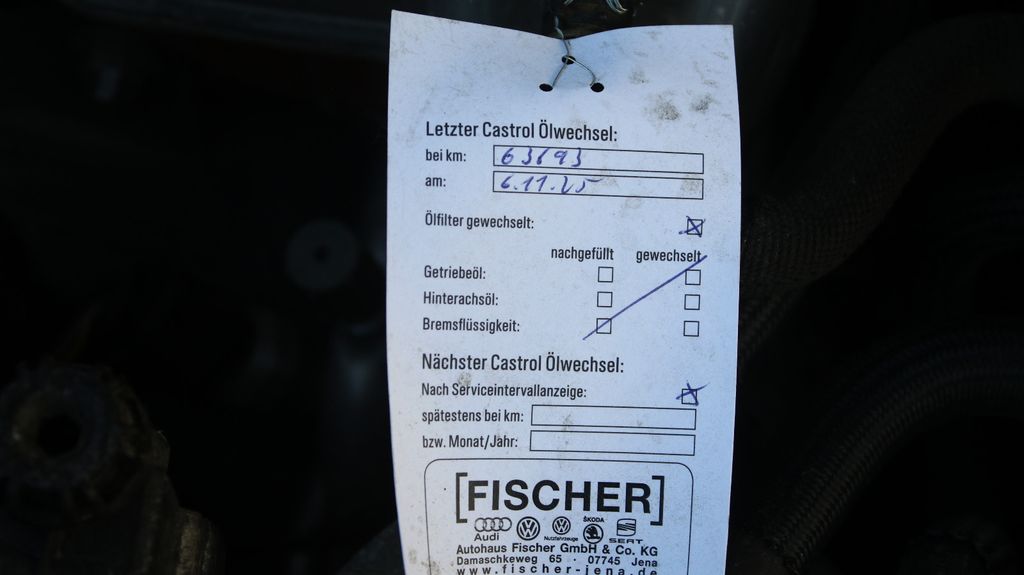 Letzter Castrol Ölwechsel:
bei km: 63693
am: 6.11.25
Ölfilter gewechselt:
nachgefüllt gewechselt
Getriebeöl:
Hinterachsöl:
Bremsflüssigkeit:
Nächster Castrol Ölwechsel:
Nach Serviceintervallanzeige:
spätestens bei km:
bzw. Monat/Jahr:
[FISCHER]
Audi Nutzfahrzeuge ŠKODA SEAT
Autohaus Fischer GmbH & Co. KG
Damaschkeweg 65 · 07745 Jena
www.fischer-jena.de